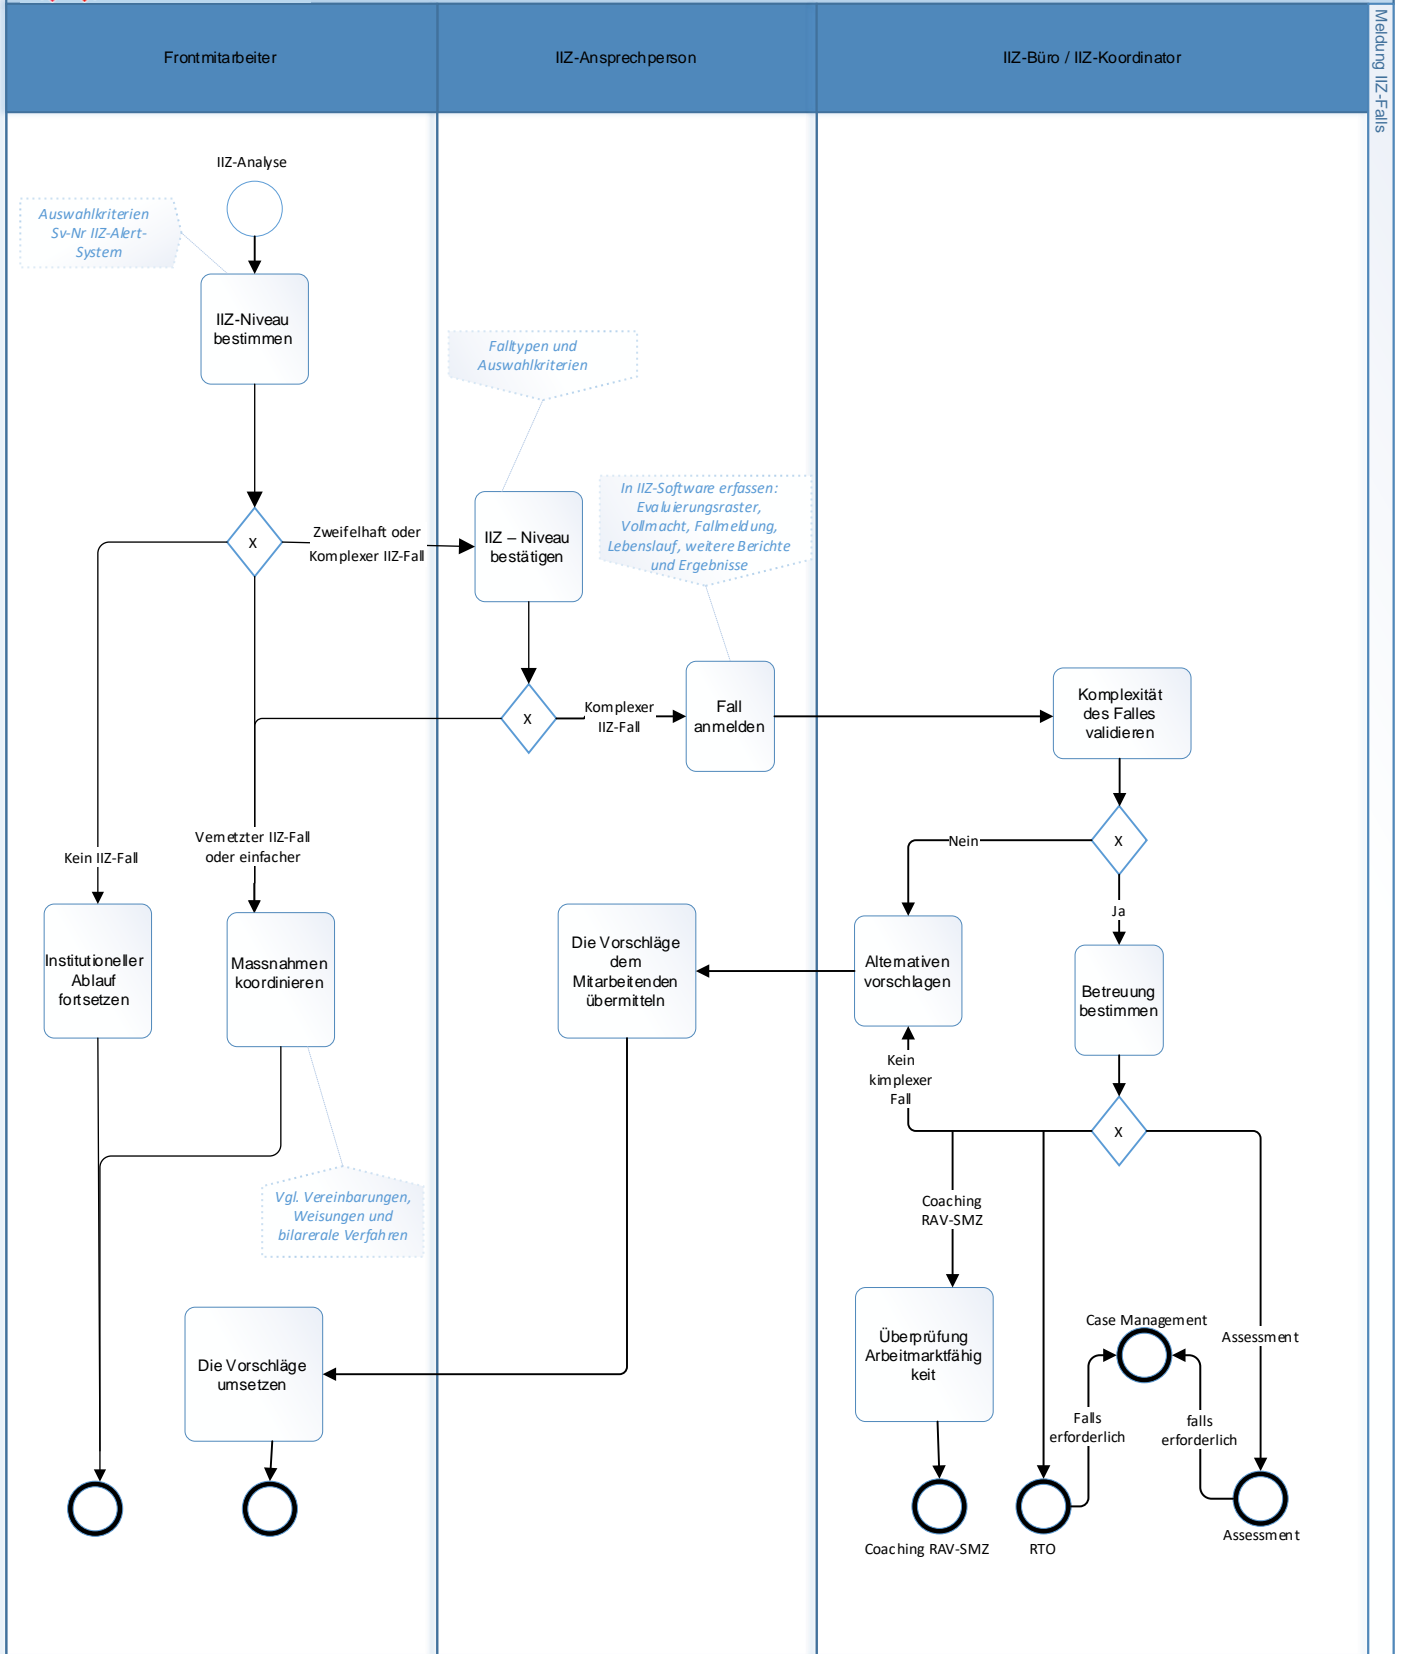 Frontmitarbeiter
IIZ-Ansprechperson
IIZ-Büro / IIZ-Koordinator
Meldung IIZ-Falls
IIZ-Analyse
Auswahlkriterien
Sv-Nr IIZ-Alert-
System
IIZ-Niveau
bestimmen
Falltypen und
Auswahlkriterien
In IIZ-Software erfassen:
Evaluierungsraster,
Vollmacht, Fallmeldung,
Lebenslauf, weitere Berichte
und Ergebnisse
X
Zweifelhaft oder
Komplexer IIZ-Fall
IIZ – Niveau
bestätigen
X
Komplexer
IIZ-Fall
Fall
anmelden
Komplexität
des Falles
validieren
Kein IIZ-Fall
Vernetzter IIZ-Fall
oder einfacher
Nein
X
Ja
Institutioneller
Ablauf
fortsetzen
Massnahmen
koordinieren
Die Vorschläge
dem
Mitarbeitenden
übermitteln
Alternativen
vorschlagen
Betreuung
bestimmen
Kein
kimplexer
Fall
X
Vgl. Vereinbarungen,
Weisungen und
bilarerale Verfahren
Coaching
RAV-SMZ
Die Vorschläge
umsetzen
Überprüfung
Arbeitmarktfähig
keit
Case Management
Assessment
Falls
erforderlich
falls
erforderlich
Coaching RAV-SMZ
RTO
Assessment